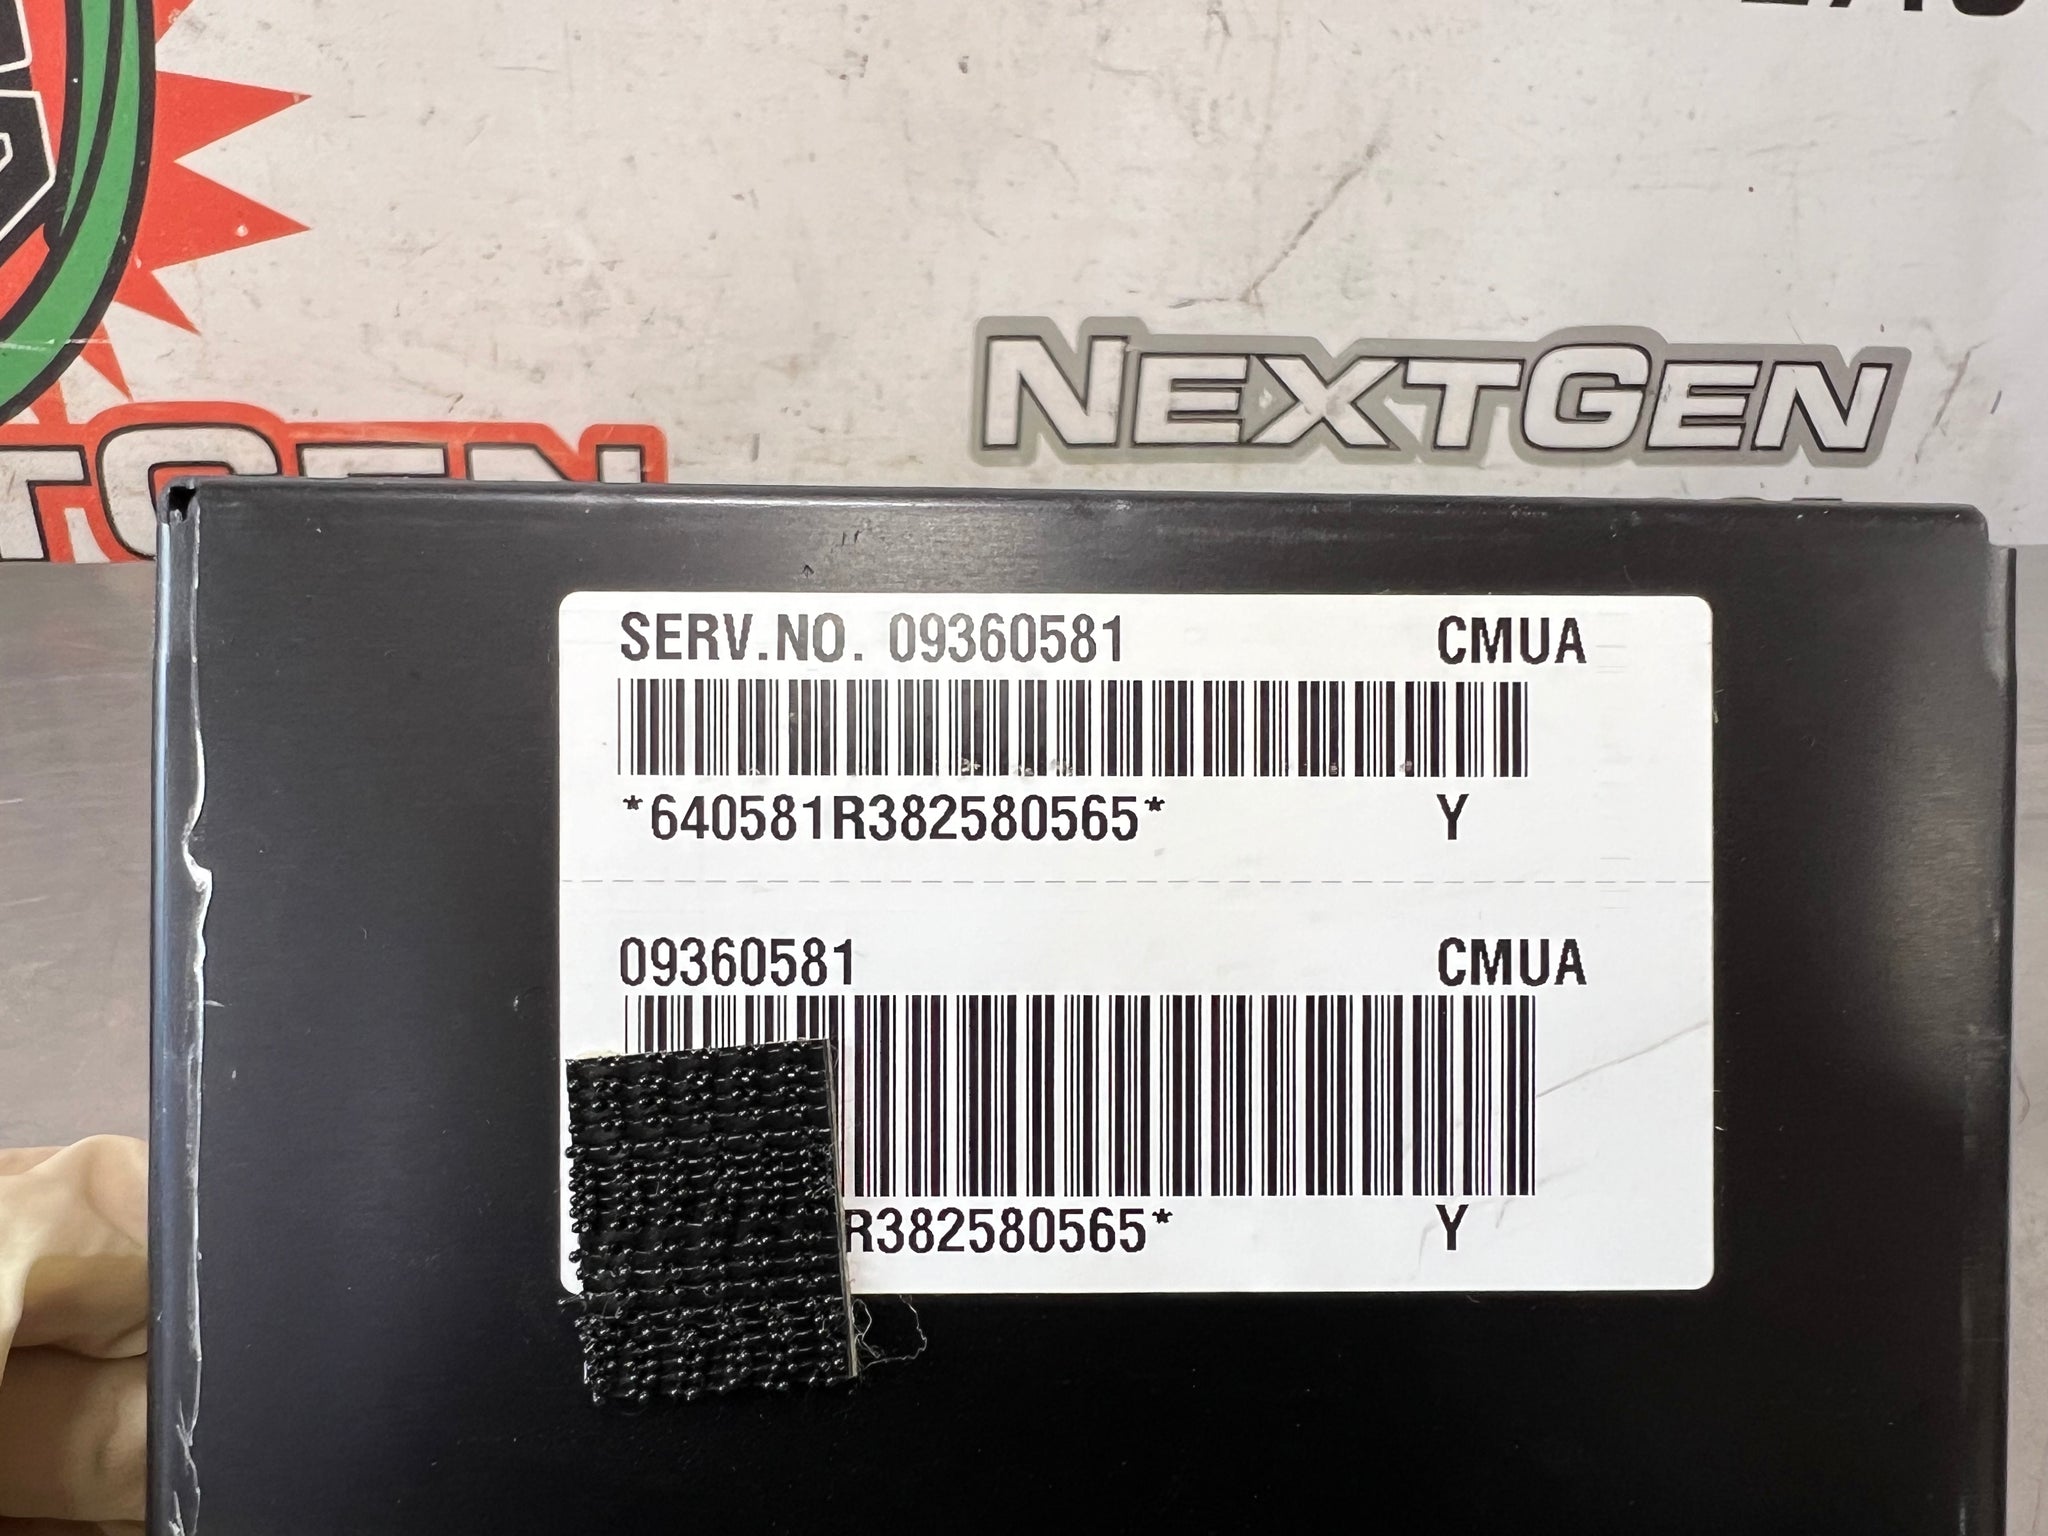 NEXTGEN
SERV.NO. 09360581 CMUA
*640581R382580565* Y
09360581 CMUA
R382580565* Y